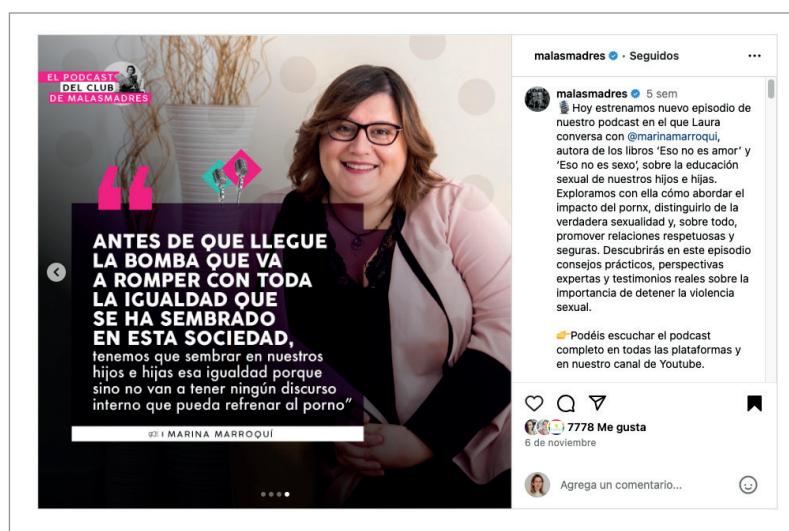 EL PODCAST
DEL CLUB
DE MALASMADRES
ANTES DE QUE LLEGUE
LA BOMBA QUE VA
A ROMPER CON TODA
LA IGUALDAD QUE
SE HA SEMBRADO
EN ESTA SOCIEDAD,
tenemos que sembrar en nuestros
hijos e hijas esa igualdad porque
sino no van a tener ningún discurso
interno que pueda refrenar al porno”
MARINA MARROQUÍ
malasmadres · Seguidos
malasmadres 5 sem
🎙️Hoy estrenamos nuevo episodio de
nuestro podcast en el que Laura
conversa con @marinamarroqui,
autora de los libros ‘Eso no es amor’ y
‘Eso no es sexo’, sobre la educación
sexual de nuestros hijos e hijas.
Exploramos con ella cómo abordar el
impacto del pornx, distinguirlo de la
verdadera sexualidad y, sobre todo,
promover relaciones respetuosas y
seguras. Descubrirás en este episodio
consejos prácticos, perspectivas
expertas y testimonios reales sobre la
importancia de detener la violencia
sexual.
👉Podéis escuchar el podcast
completo en todas las plataformas y
en nuestro canal de Youtube.
7778 Me gusta
6 de noviembre
Agrega un comentario...